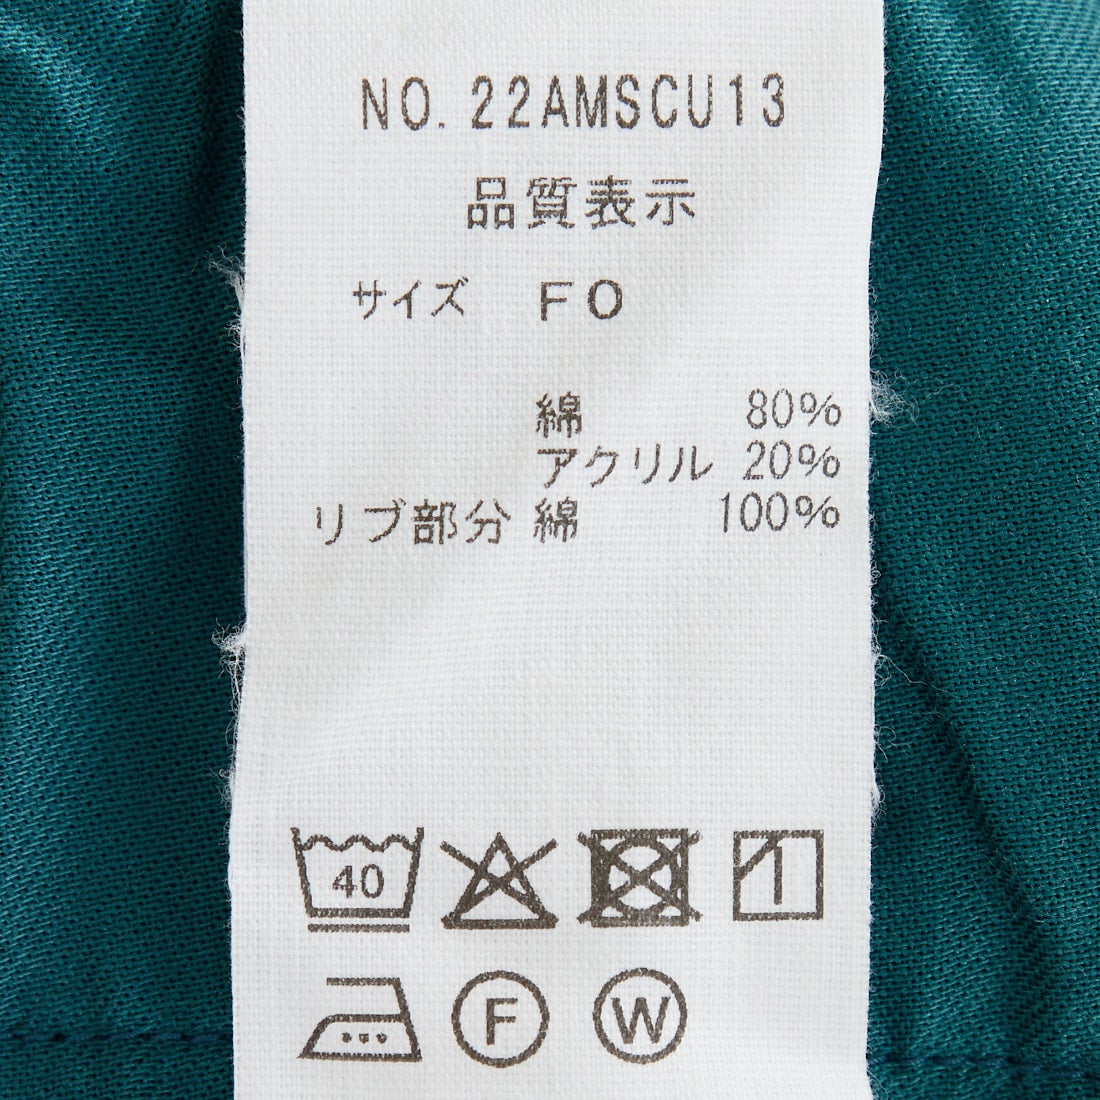 NO. 22AMSCU13
品質表示
サイズ FO
綿 80%
アクリル 20%
リブ部分 綿 100%
40
F W